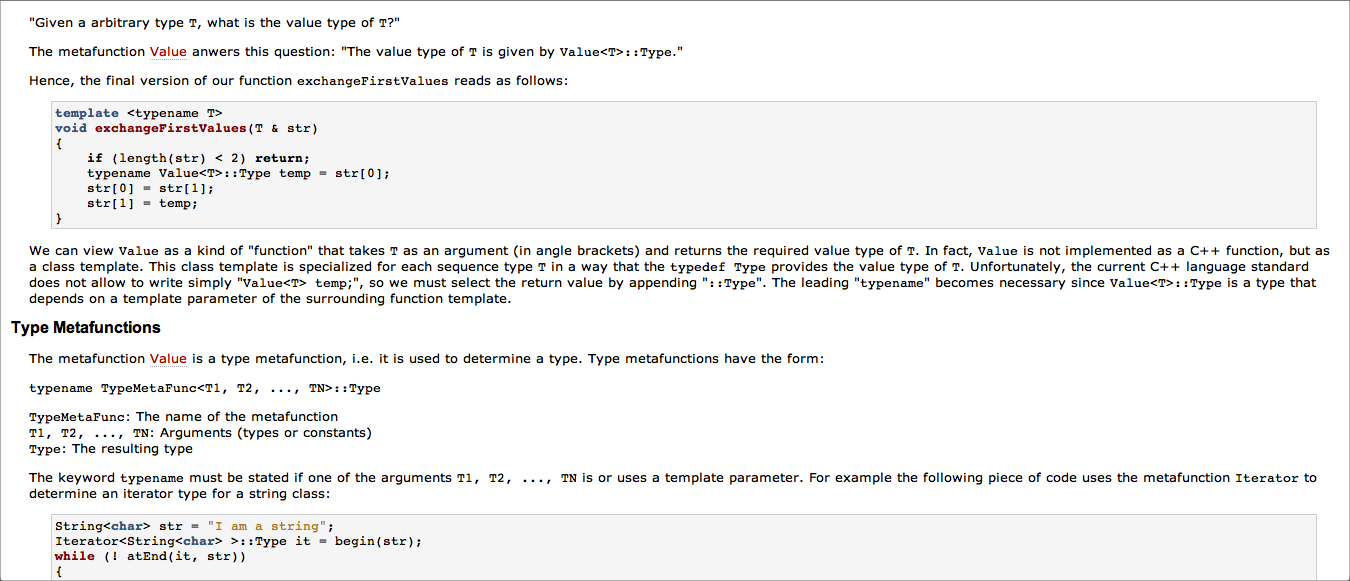 "Given a arbitrary type T, what is the value type of T?"
The metafunction Value anwers this question: "The value type of T is given by Value<T>::Type."
Hence, the final version of our function exchangeFirstValues reads as follows:
template <typename T>
void exchangeFirstValues(T & str)
{
    if (length(str) < 2) return;
    typename Value<T>::Type temp = str[0];
    str[0] = str[1];
    str[1] = temp;
}
We can view Value as a kind of "function" that takes T as an argument (in angle brackets) and returns the required value type of T. In fact, Value is not implemented as a C++ function, but as
a class template. This class template is specialized for each sequence type T in a way that the typedef Type provides the value type of T. Unfortunately, the current C++ language standard
does not allow to write simply "Value<T> temp;", so we must select the return value by appending "::Type". The leading "typename" becomes necessary since Value<T>::Type is a type that
depends on a template parameter of the surrounding function template.
Type Metafunctions
The metafunction Value is a type metafunction, i.e. it is used to determine a type. Type metafunctions have the form:
typename TypeMetaFunc<T1, T2, ..., TN>::Type
TypeMetaFunc: The name of the metafunction
T1, T2, ..., TN: Arguments (types or constants)
Type: The resulting type
The keyword typename must be stated if one of the arguments T1, T2, ..., TN is or uses a template parameter. For example the following piece of code uses the metafunction Iterator to
determine an iterator type for a string class:
String<char> str = "I am a string";
Iterator<String<char> >::Type it = begin(str);
while (! atEnd(it, str))
{